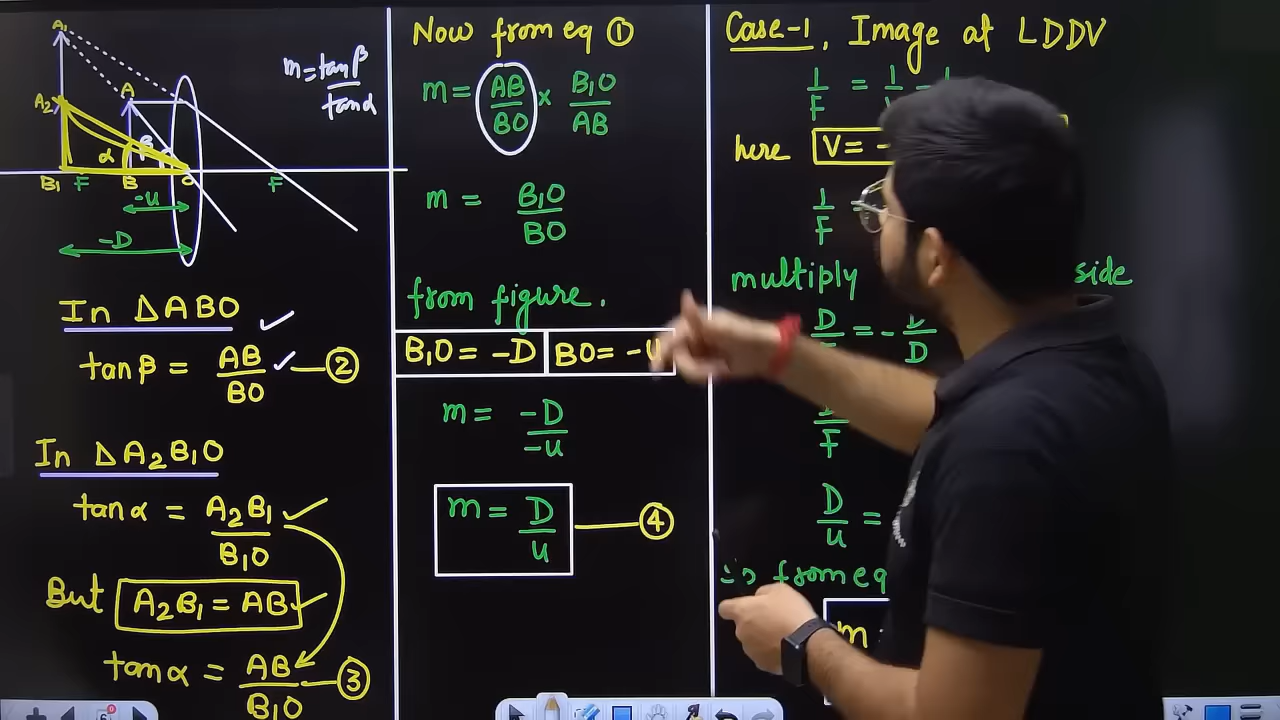 A₁
A₂
A
α
β
B₁
F
B
O
F
-u
-D
m = tanβ / tanα
In ΔABO
tanβ = AB / BO — ②
In ΔA₂B₁O
tanα = A₂B₁ / B₁O
But A₂B₁ = AB
tanα = AB / B₁O — ③
Now from eq ①
m = AB / BO × B₁O / AB
m = B₁O / BO
from figure.
B₁O = -D BO = -u
m = -D / -u
m = D / u — ④
Case-1, Image at LDDV
1 / F = 1 /
here V = -
1 / F
multiply side
D = - D / D
1 / F
D / u =
from eq
m